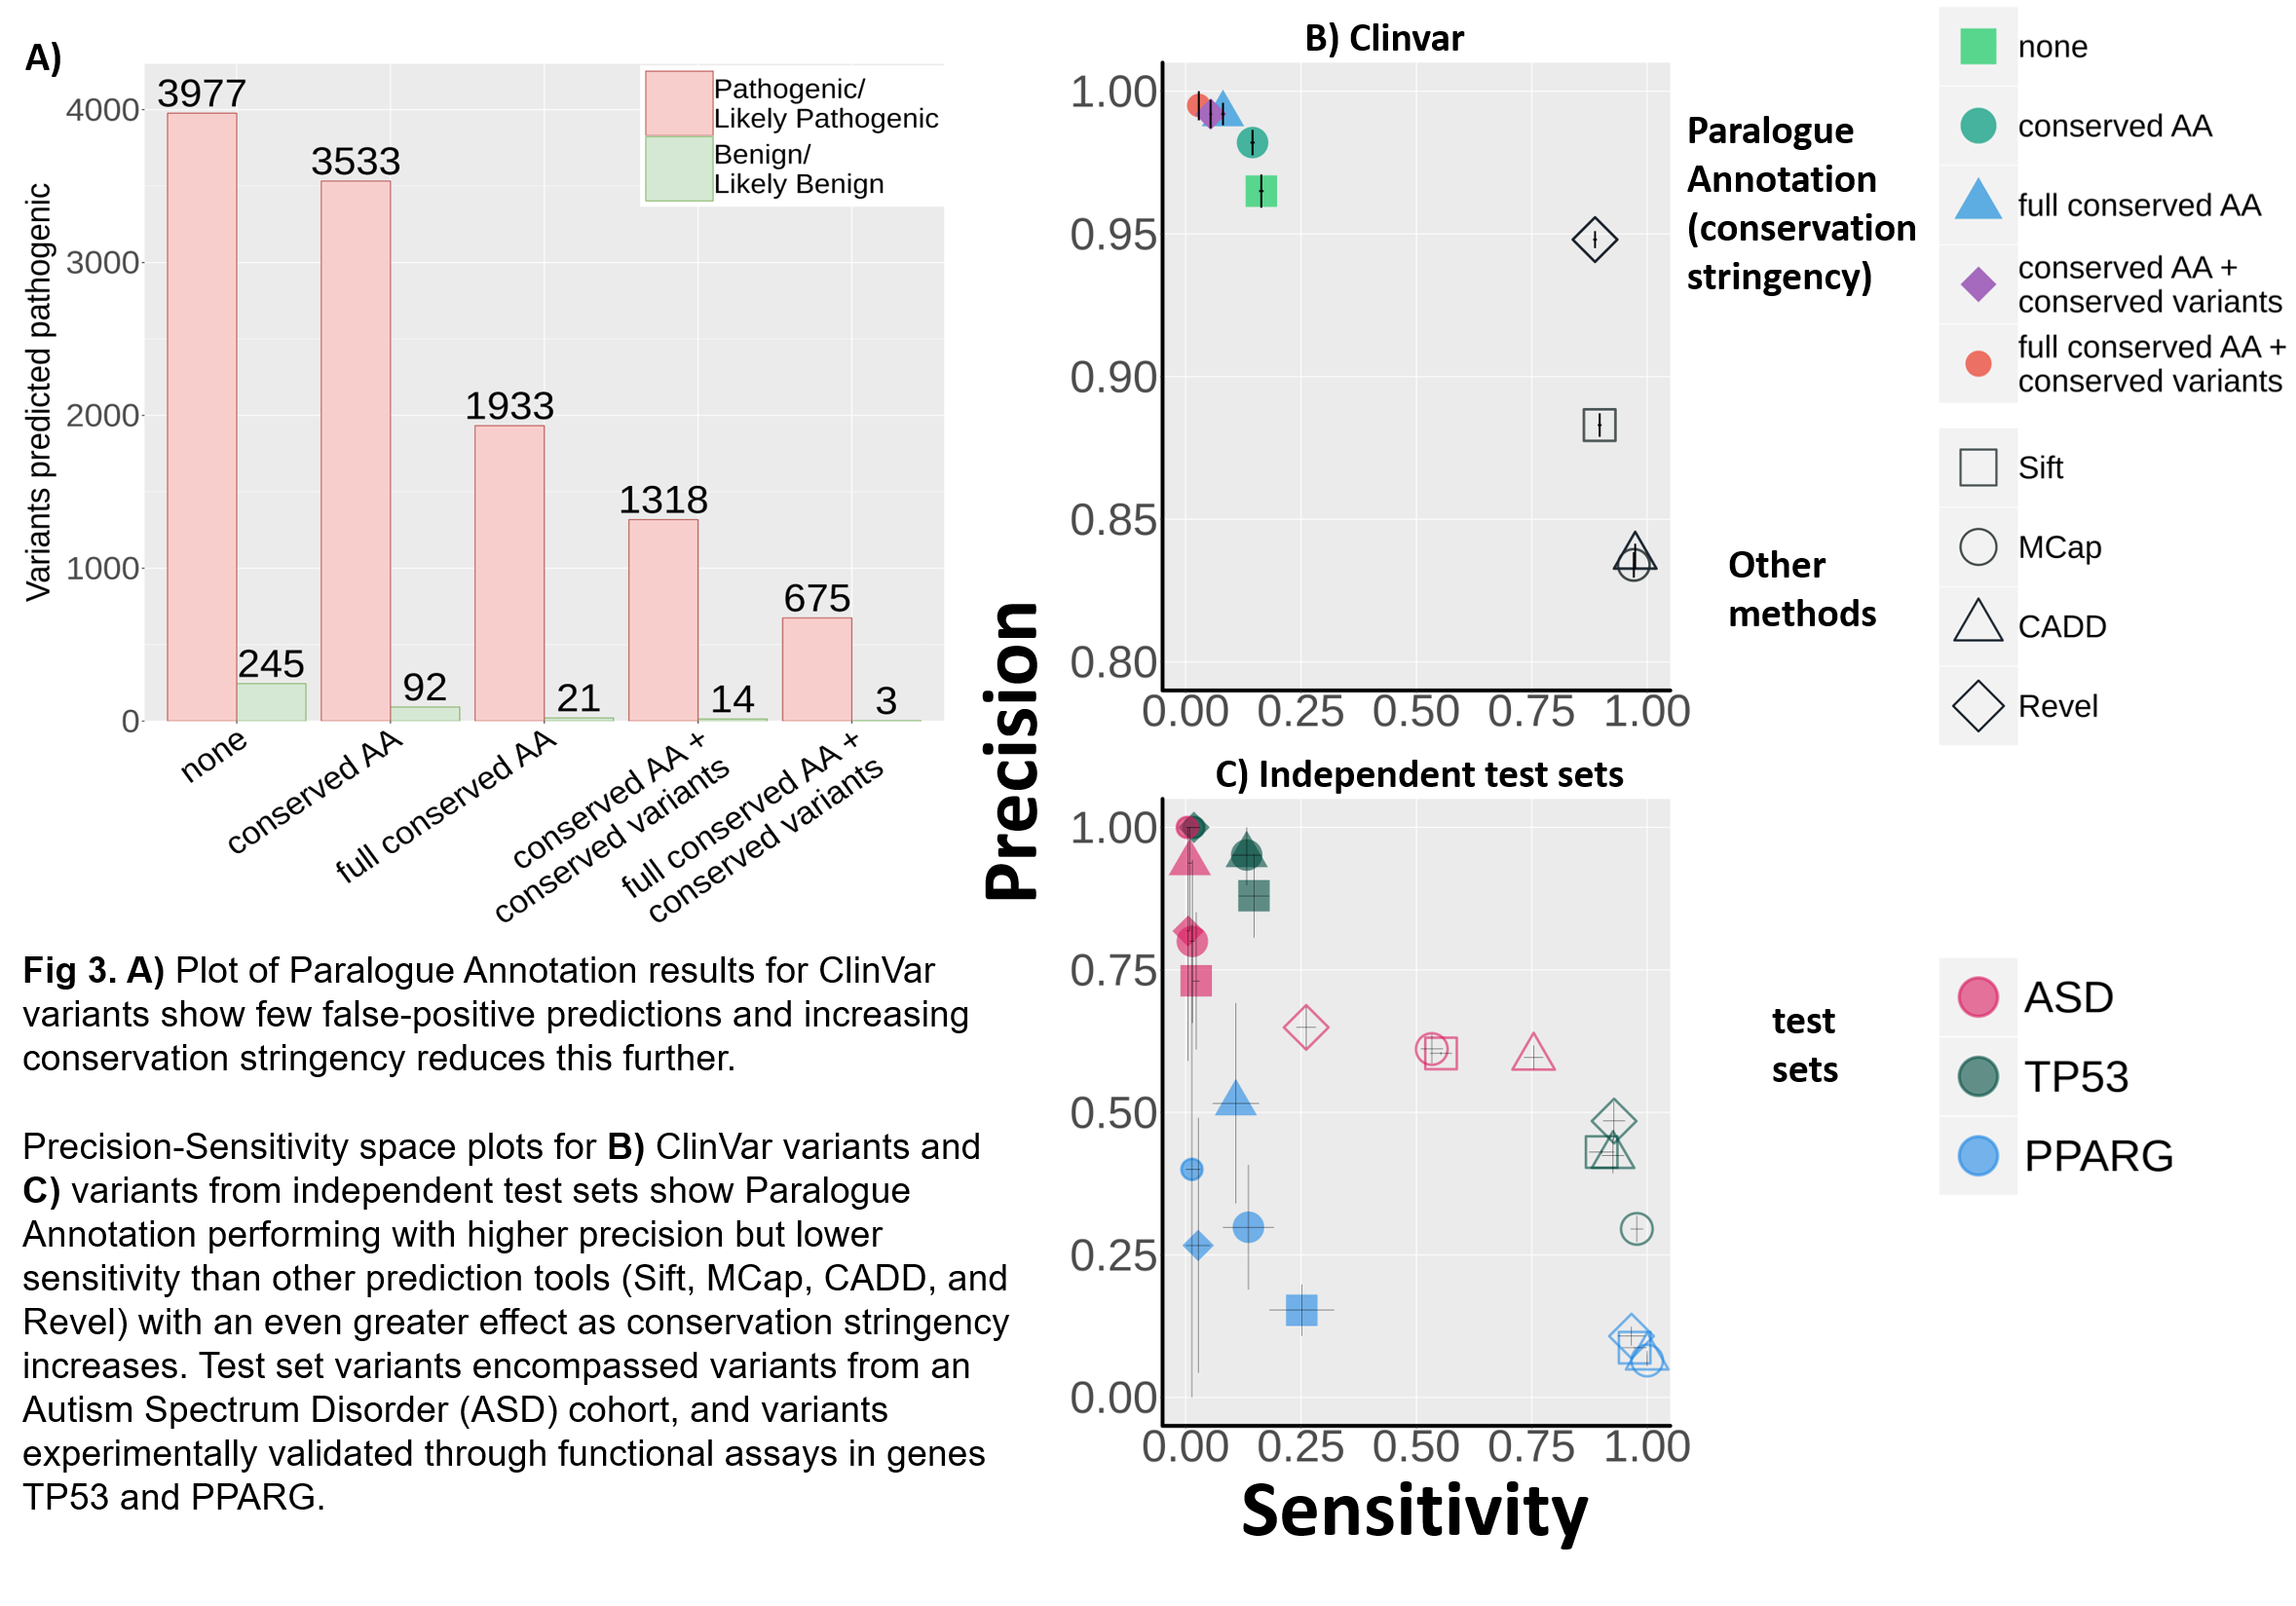 A)
Variants predicted pathogenic
4000
3000
2000
1000
0
3977
245
3533
92
1933
21
1318
14
675
3
Pathogenic/
Likely Pathogenic
Benign/
Likely Benign
none
conserved AA
full conserved AA
conserved AA +
conserved variants
full conserved AA +
conserved variants
Fig 3. A) Plot of Paralogue Annotation results for ClinVar
variants show few false-positive predictions and increasing
conservation stringency reduces this further.
Precision-Sensitivity space plots for B) ClinVar variants and
C) variants from independent test sets show Paralogue
Annotation performing with higher precision but lower
sensitivity than other prediction tools (Sift, MCap, CADD, and
Revel) with an even greater effect as conservation stringency
increases. Test set variants encompassed variants from an
Autism Spectrum Disorder (ASD) cohort, and variants
experimentally validated through functional assays in genes
TP53 and PPARG.
Precision
B) Clinvar
1.00
0.95
0.90
0.85
0.80
0.00 0.25 0.50 0.75 1.00
C) Independent test sets
1.00
0.75
0.50
0.25
0.00
0.00 0.25 0.50 0.75 1.00
Sensitivity
Paralogue
Annotation
(conservation
stringency)
none
conserved AA
full conserved AA
conserved AA +
conserved variants
full conserved AA +
conserved variants
Other
methods
Sift
MCap
CADD
Revel
test
sets
ASD
TP53
PPARG